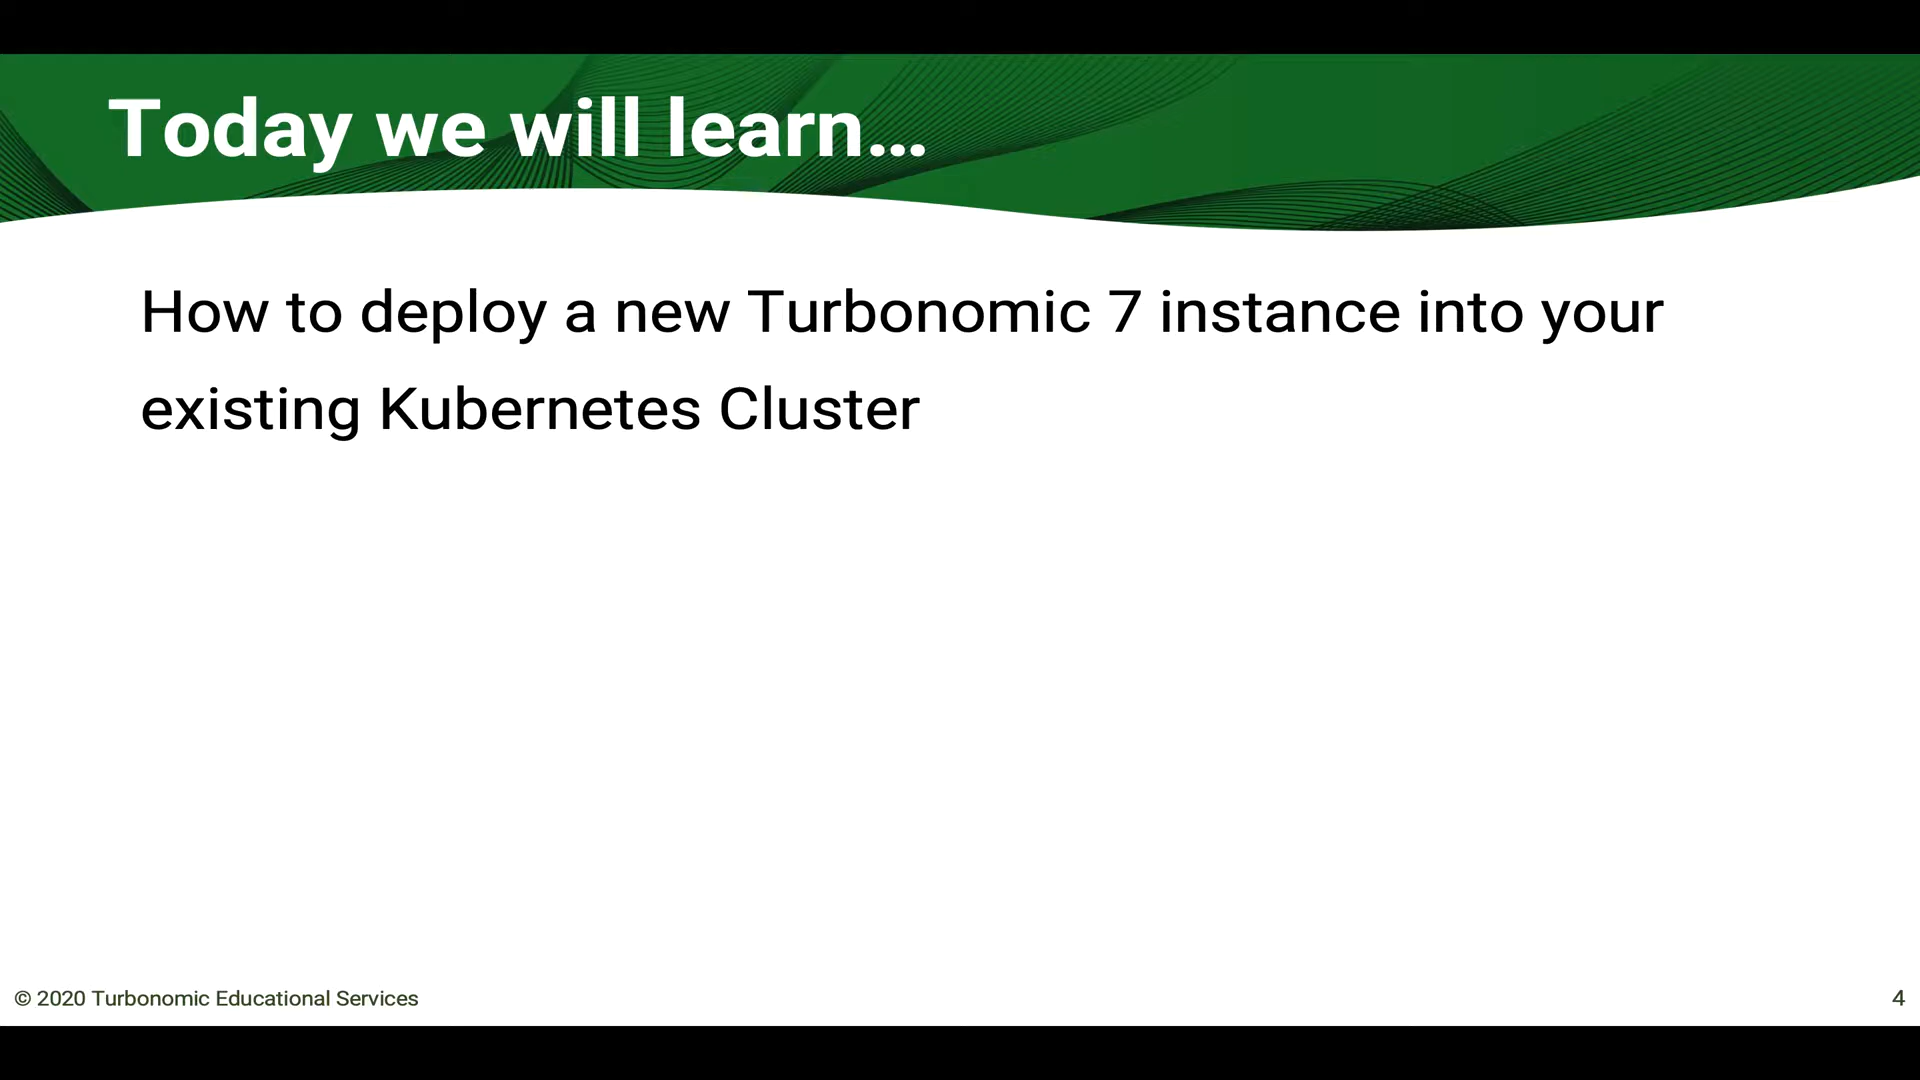 Today we will learn...
How to deploy a new Turbonomic 7 instance into your
existing Kubernetes Cluster
© 2020 Turbonomic Educational Services
4